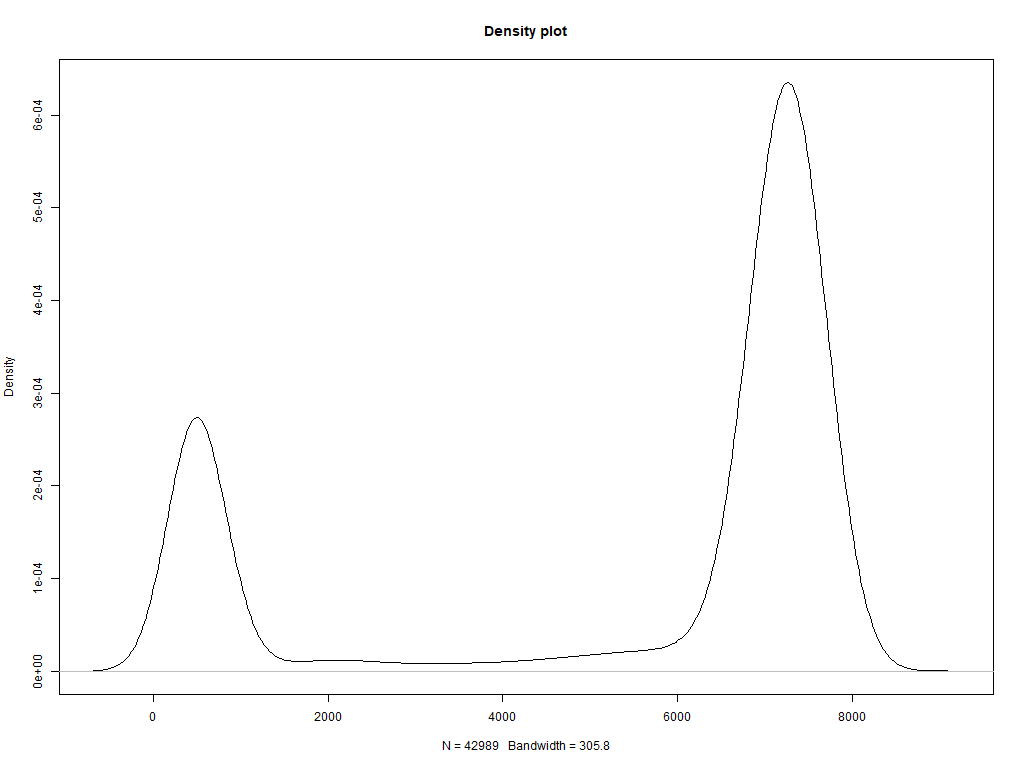 Density plot
Density
6e-04
5e-04
4e-04
3e-04
2e-04
1e-04
0e+00
0 2000 4000 6000 8000
N = 42989 Bandwidth = 305.8